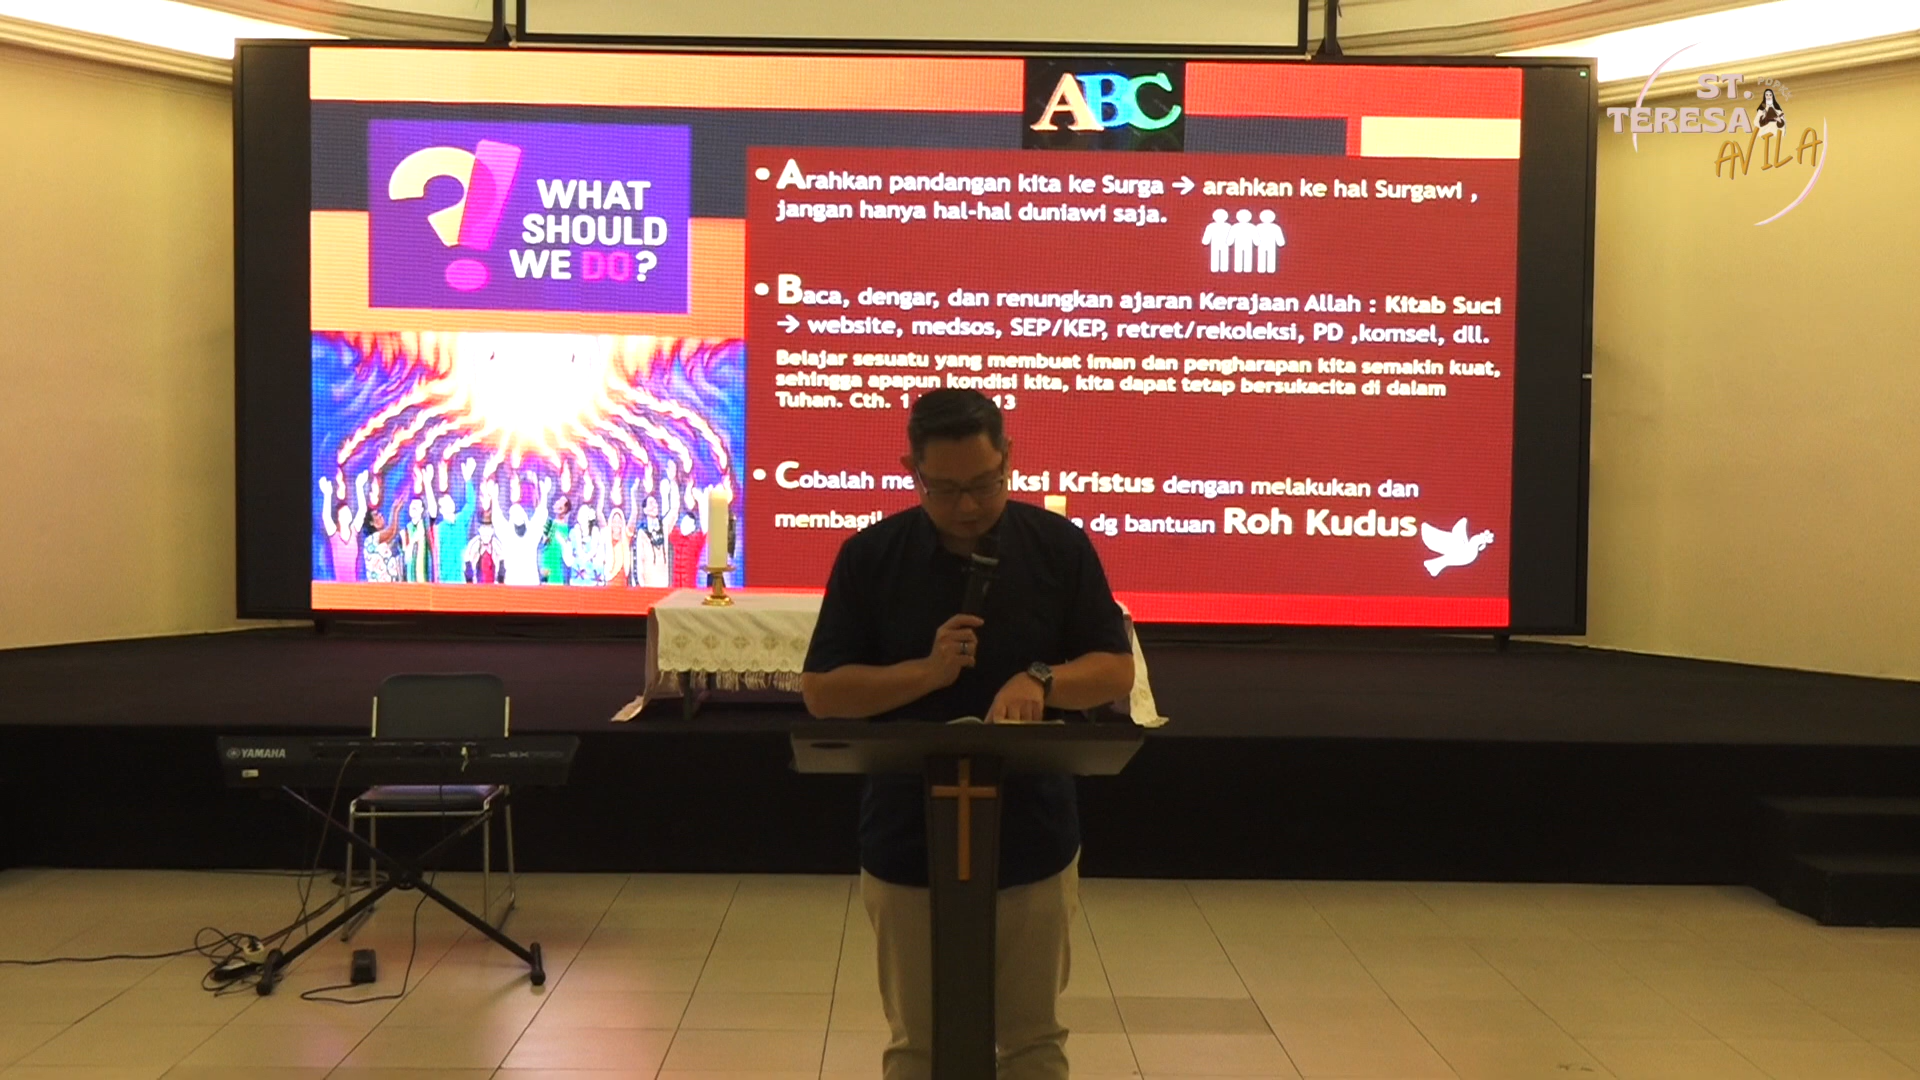 ABC
ST.
TERESA
AVILA
WHAT
SHOULD
WE DO?
• Arahkan pandangan kita ke Surga → arahkan ke hal Surgawi ,
jangan hanya hal-hal duniawi saja.
• Baca, dengar, dan renungkan ajaran Kerajaan Allah : Kitab Suci
→ website, medsos, SEP/KEP, retret/rekoleksi, PD ,komsel, dll.
Belajar sesuatu yang membuat iman dan pengharapan kita semakin kuat,
sehingga apapun kondisi kita, kita dapat tetap bersukacita di dalam
Tuhan. Cth. 1 13
• Cobalah Kristus dengan melakukan dan
dg bantuan Roh Kudus
YAMAHA